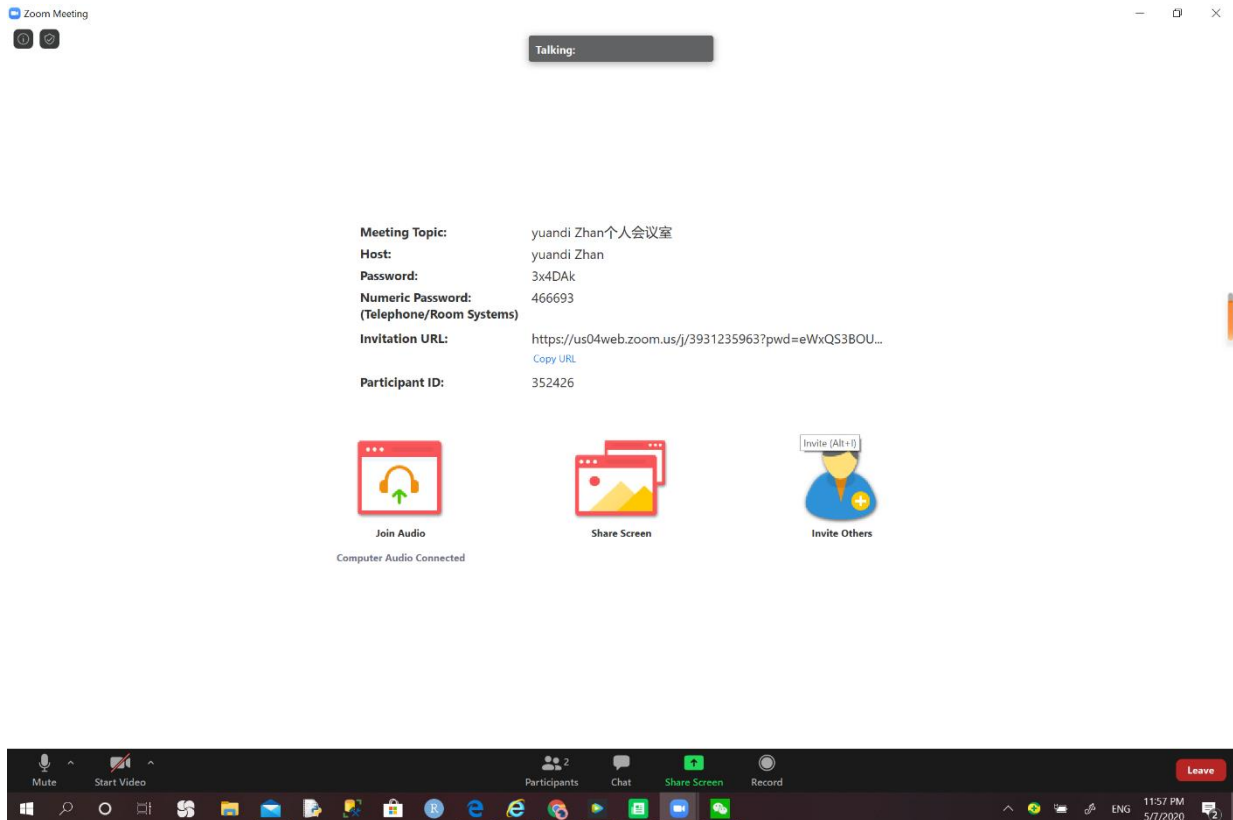 Zoom Meeting
Talking:
Meeting Topic: yuandi Zhan个人会议室
Host: yuandi Zhan
Password: 3x4DAk
Numeric Password: 466693
(Telephone/Room Systems)
Invitation URL: https://us04web.zoom.us/j/3931235963?pwd=eWxQS3BOU...
Copy URL
Participant ID: 352426
Invite (Alt+I)
Join Audio Share Screen Invite Others
Computer Audio Connected
2
Mute Start Video Participants Chat Share Screen Record Leave
R
ENG 11:57 PM
5/7/2020 2